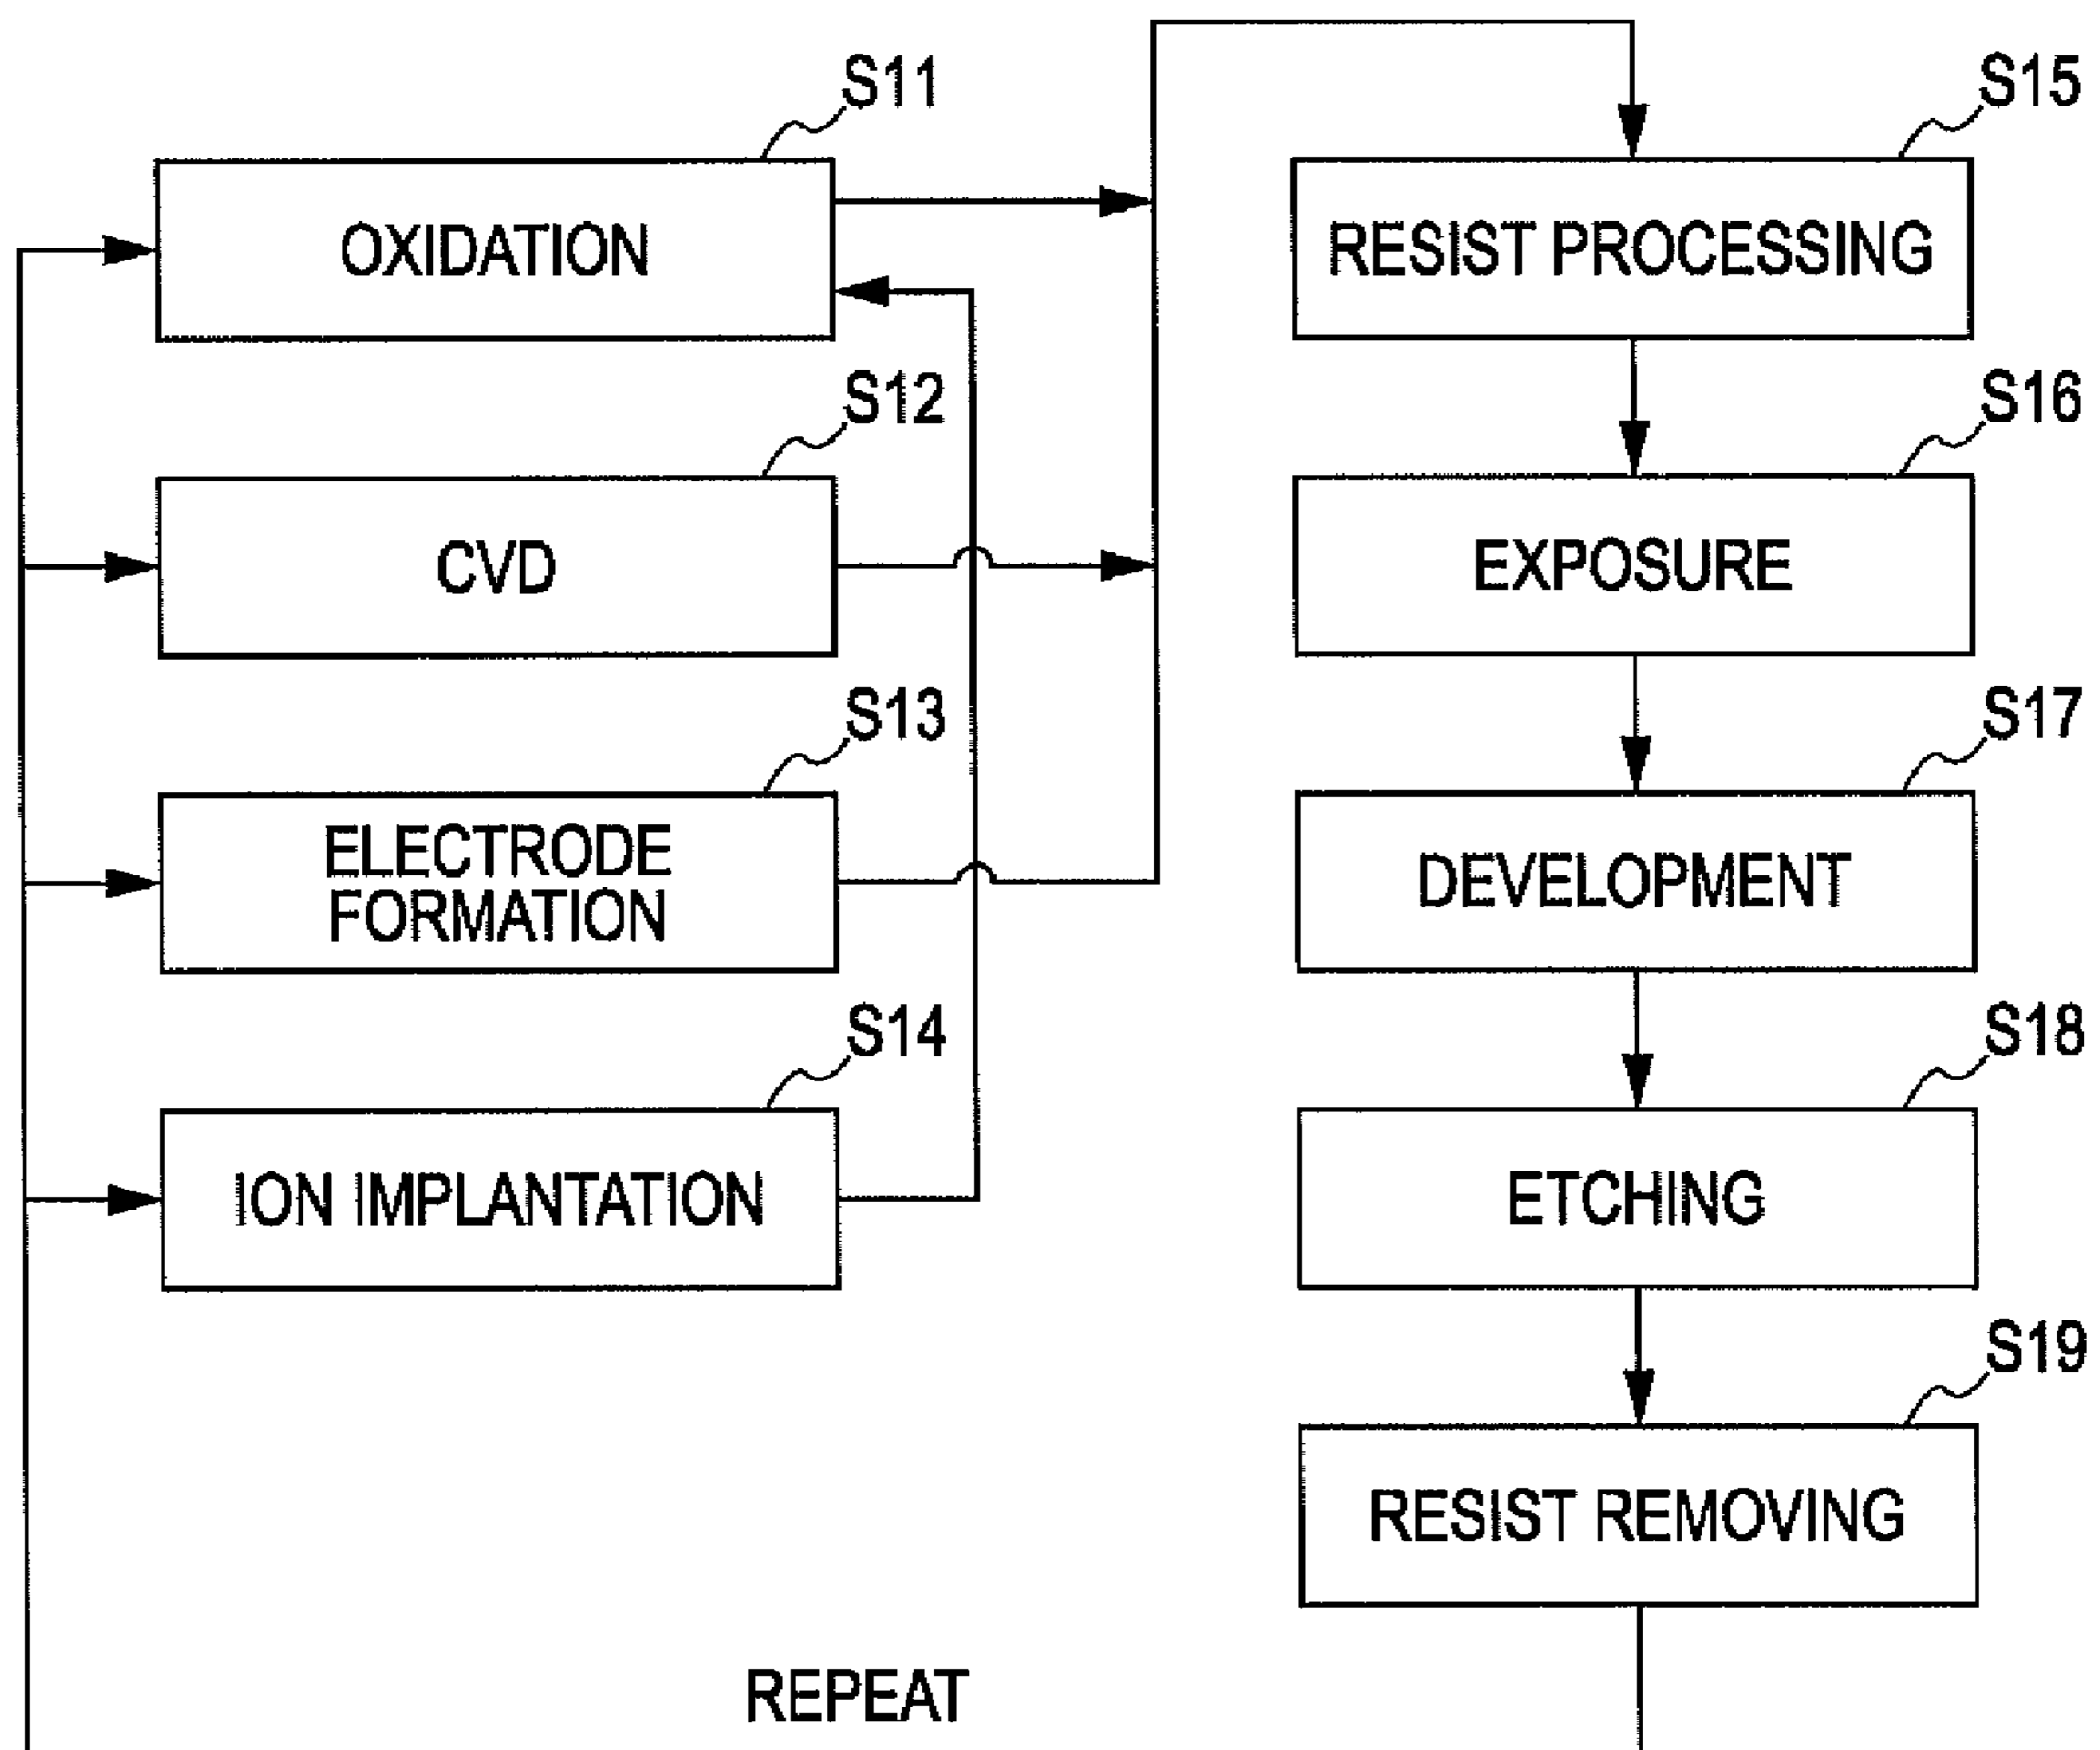 S11
OXIDATION
S12
CVD
S13
ELECTRODE
FORMATION
S14
ION IMPLANTATION
S15
RESIST PROCESSING
S16
EXPOSURE
S17
DEVELOPMENT
S18
ETCHING
S19
RESIST REMOVING
REPEAT